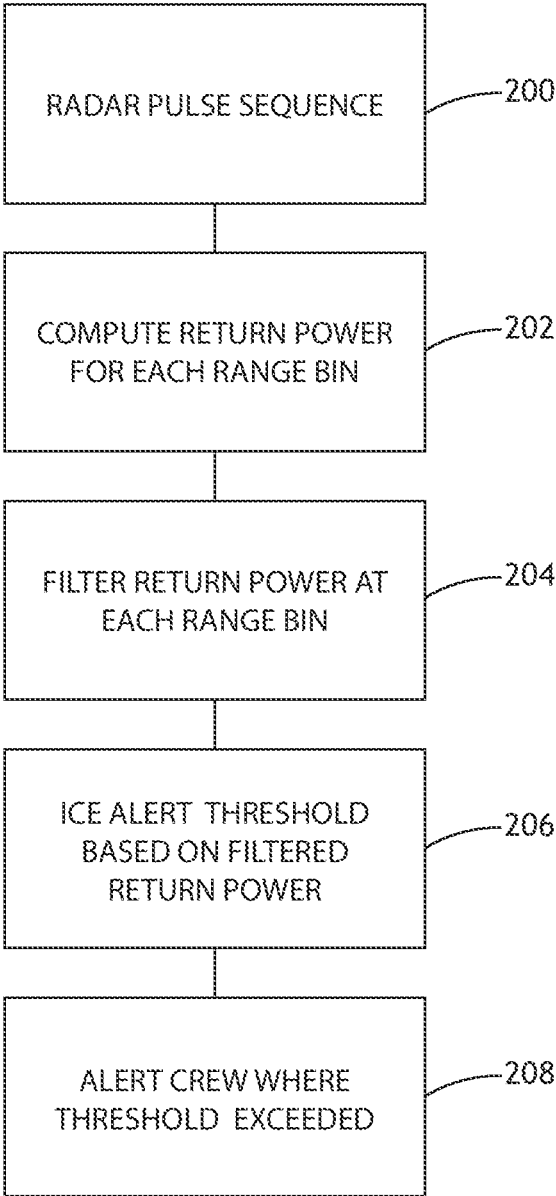 RADAR PULSE SEQUENCE
200
COMPUTE RETURN POWER
FOR EACH RANGE BIN
202
FILTER RETURN POWER AT
EACH RANGE BIN
204
ICE ALERT THRESHOLD
BASED ON FILTERED
RETURN POWER
206
ALERT CREW WHERE
THRESHOLD EXCEEDED
208